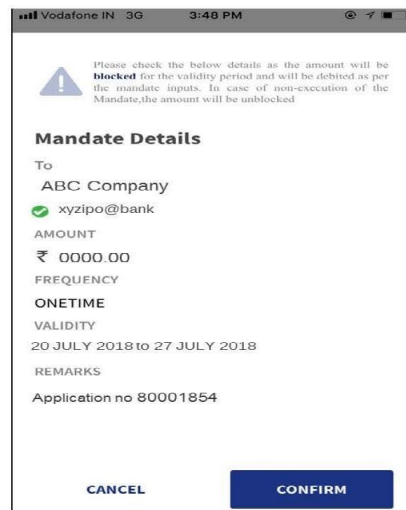 Vodafone IN 3G 3:48 PM
Please check the below details as the amount will be
blocked for the validity period and will be debited as per
the mandate inputs. In case of non-execution of the
Mandate,the amount will be unblocked
Mandate Details
To
ABC Company
xyzipo@bank
AMOUNT
₹ 0000.00
FREQUENCY
ONETIME
VALIDITY
20 JULY 2018 to 27 JULY 2018
REMARKS
Application no 80001854
CANCEL CONFIRM